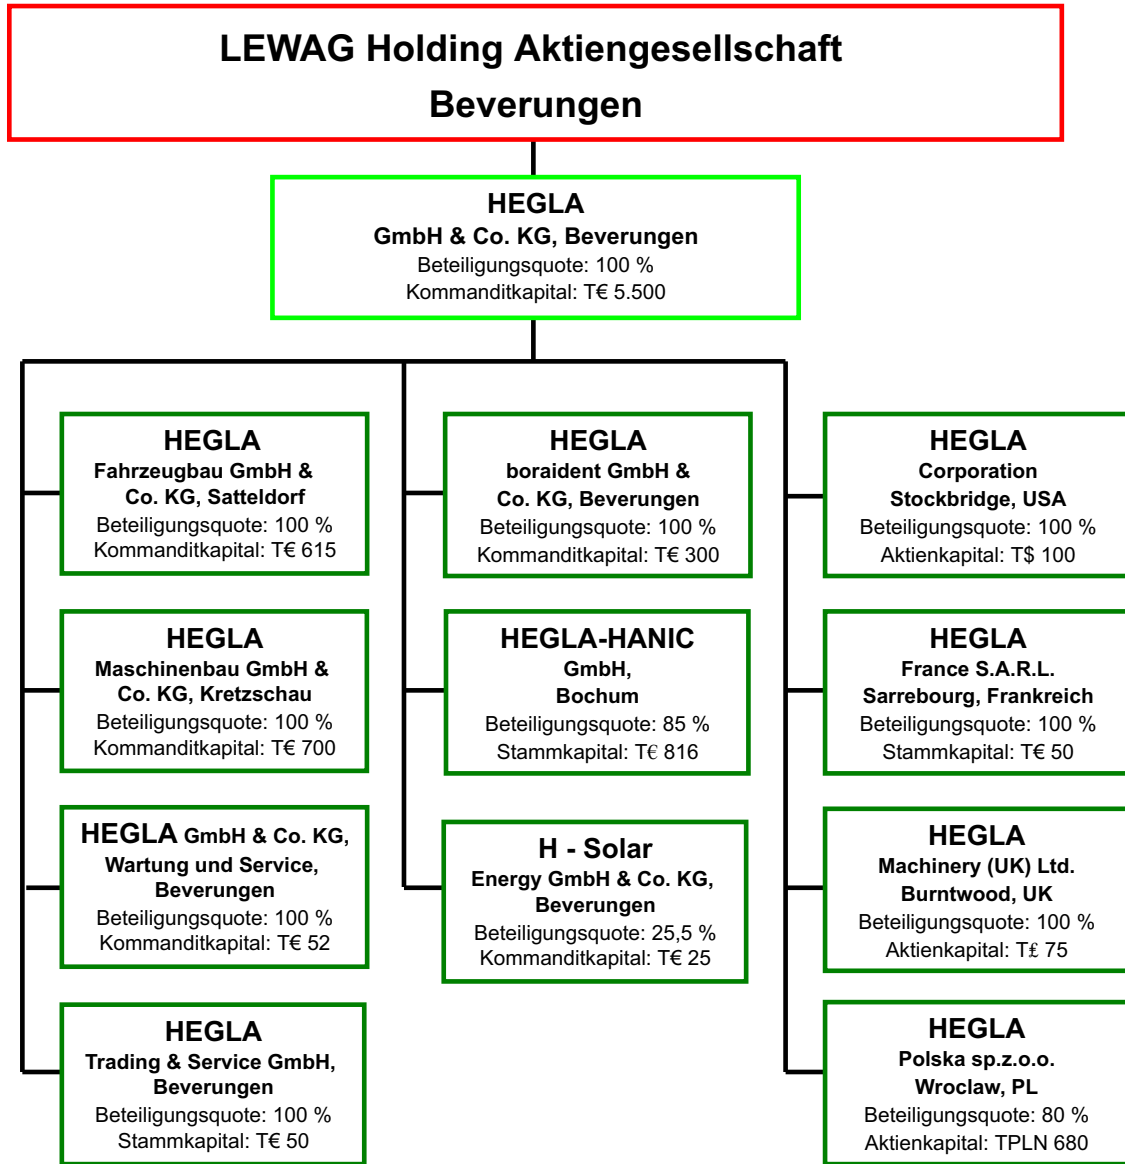 LEWAG Holding Aktiengesellschaft
Beverungen
HEGLA
GmbH & Co. KG, Beverungen
Beteiligungsquote: 100 %
Kommanditkapital: T€ 5.500
HEGLA
Fahrzeugbau GmbH &
Co. KG, Satteldorf
Beteiligungsquote: 100 %
Kommanditkapital: T€ 615
HEGLA
Maschinenbau GmbH &
Co. KG, Kretzschau
Beteiligungsquote: 100 %
Kommanditkapital: T€ 700
HEGLA GmbH & Co. KG,
Wartung und Service,
Beverungen
Beteiligungsquote: 100 %
Kommanditkapital: T€ 52
HEGLA
Trading & Service GmbH,
Beverungen
Beteiligungsquote: 100 %
Stammkapital: T€ 50
HEGLA
boraident GmbH &
Co. KG, Beverungen
Beteiligungsquote: 100 %
Kommanditkapital: T€ 300
HEGLA-HANIC
GmbH,
Bochum
Beteiligungsquote: 85 %
Stammkapital: T€ 816
H - Solar
Energy GmbH & Co. KG,
Beverungen
Beteiligungsquote: 25,5 %
Kommanditkapital: T€ 25
HEGLA
Corporation
Stockbridge, USA
Beteiligungsquote: 100 %
Aktienkapital: T$ 100
HEGLA
France S.A.R.L.
Sarrebourg, Frankreich
Beteiligungsquote: 100 %
Stammkapital: T€ 50
HEGLA
Machinery (UK) Ltd.
Burntwood, UK
Beteiligungsquote: 100 %
Aktienkapital: T£ 75
HEGLA
Polska sp.z.o.o.
Wroclaw, PL
Beteiligungsquote: 80 %
Aktienkapital: TPLN 680